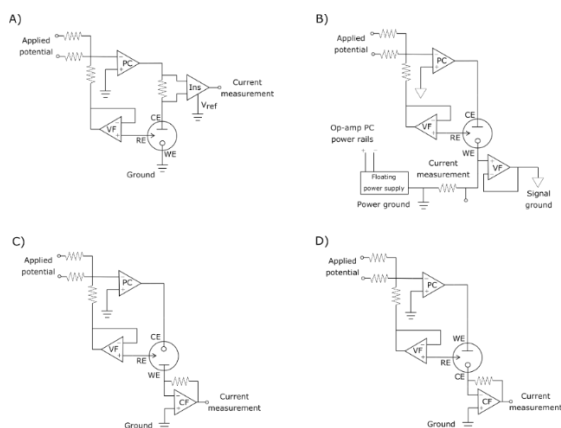 A)
Applied
potential
PC
Ins
Current
measurement
Vref
CE
VF
RE
WE
Ground
B)
Applied
potential
PC
Op-amp PC
power rails
+ −
VF
CE
RE
WE
Current
measurement
VF
Floating
power supply
Power ground
Signal
ground
C)
Applied
potential
PC
CE
VF
RE
WE
CF
Current
measurement
Ground
D)
Applied
potential
PC
WE
VF
RE
CE
CF
Current
measurement
Ground